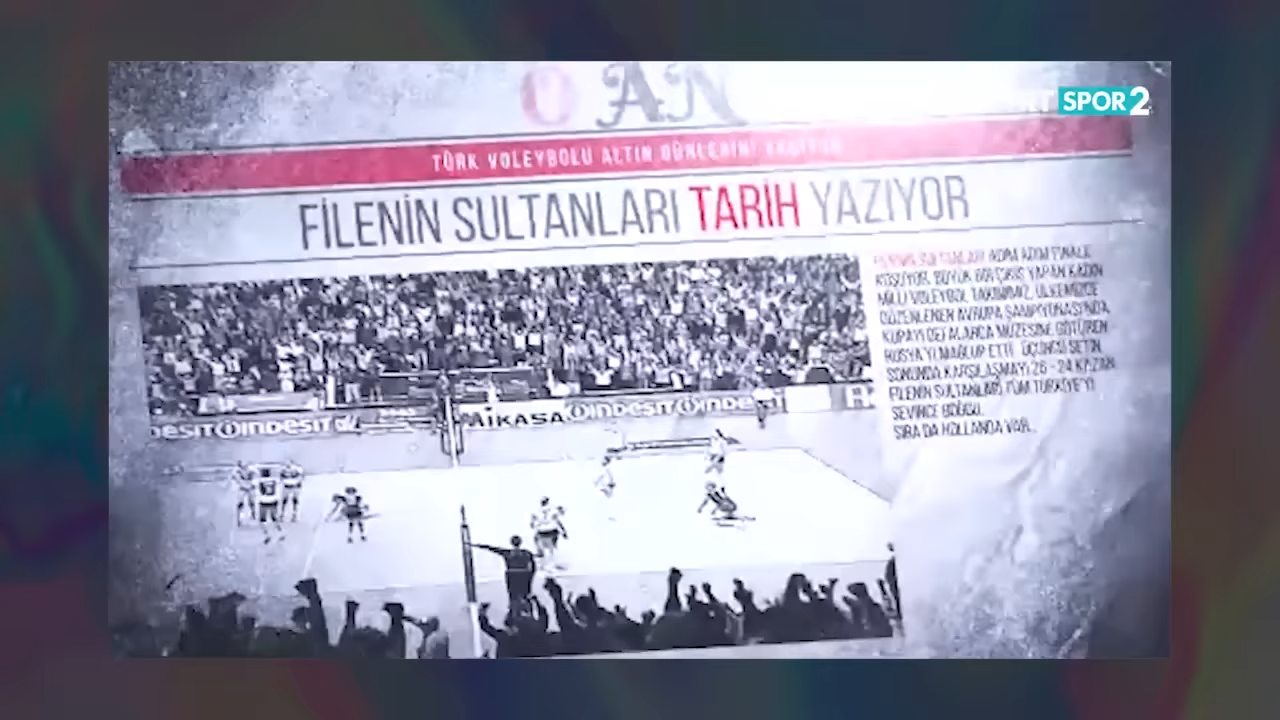 O AN
SPOR2
TÜRK VOLEYBOLU ALTIN GÜNLERİNİ YAŞIYOR
FİLENİN SULTANLARI TARİH YAZIYOR
FİLENİN SULTANLARI ADIM ADIM FİNALE
KOŞUYOR. BÜYÜK BİR ÇIKIŞ YAPAN KADIN
MİLLİ VOLEYBOL TAKIMIMIZ, ÜLKEMİZDE
DÜZENLENEN AVRUPA ŞAMPİYONASI'NDA,
KUPAYI DEFALARCA MÜZESİNE GÖTÜREN
RUSYA'YI MAĞLUP ETTİ. ÜÇÜNCÜ SETİN
SONUNDA KARŞILAŞMAYI 26 - 24 KAZAN
FİLENİN SULTANLARI TÜM TÜRKİYE'Yİ
SEVİNCE BOĞDU.
SIRA DA HOLLANDA VAR...
INDESIT MIKASA INDESIT